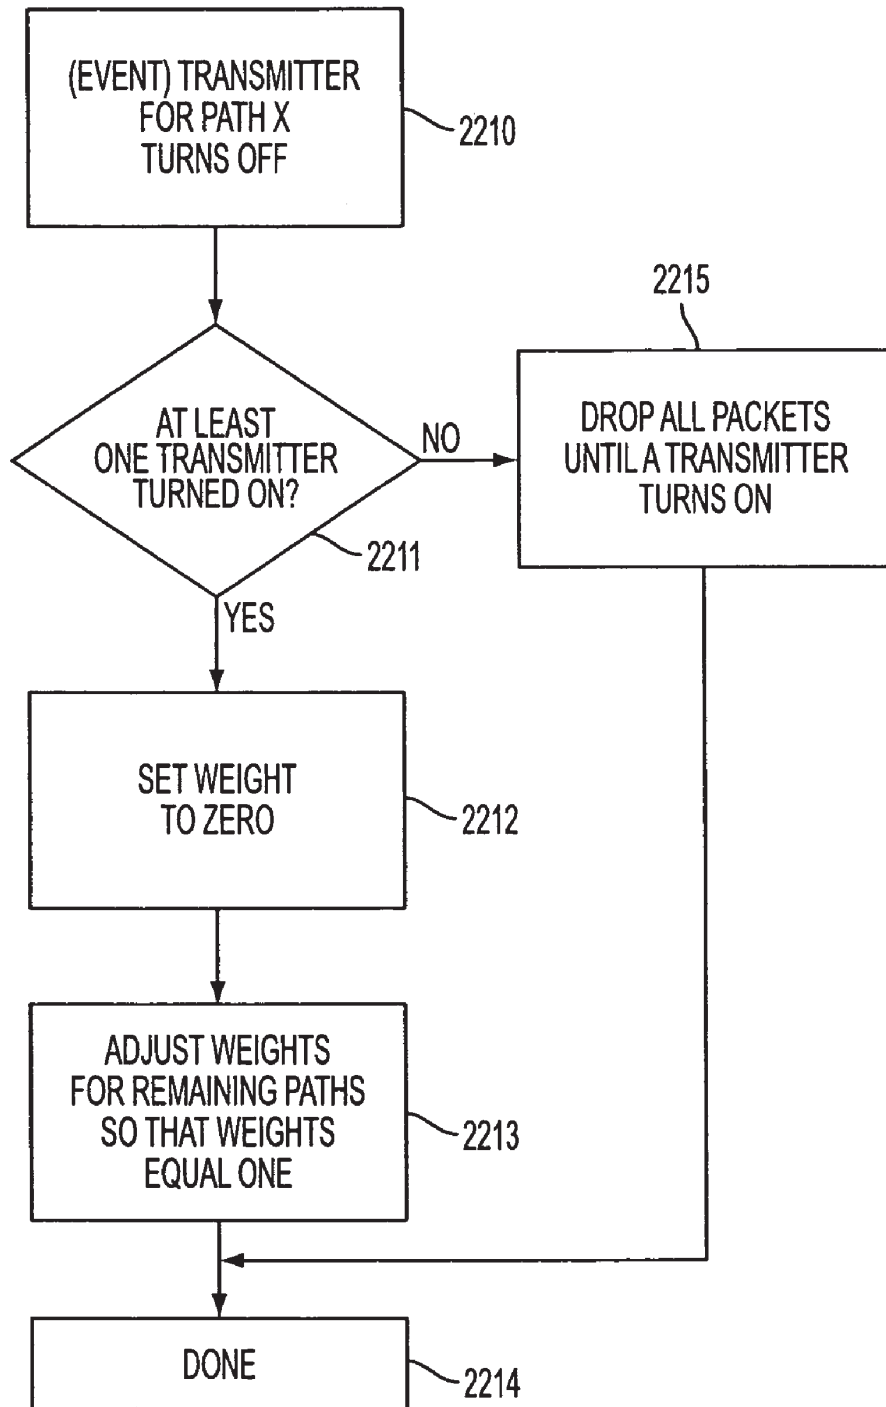 (EVENT) TRANSMITTER
FOR PATH X
TURNS OFF
2210
2215
AT LEAST
ONE TRANSMITTER
TURNED ON?
NO
DROP ALL PACKETS
UNTIL A TRANSMITTER
TURNS ON
2211
YES
SET WEIGHT
TO ZERO
2212
ADJUST WEIGHTS
FOR REMAINING PATHS
SO THAT WEIGHTS
EQUAL ONE
2213
DONE
2214